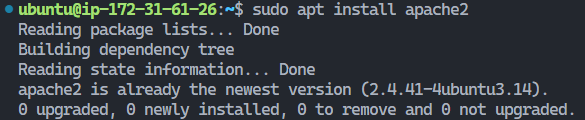 ubuntu@ip-172-31-61-26:~$ sudo apt install apache2
Reading package lists... Done
Building dependency tree
Reading state information... Done
apache2 is already the newest version (2.4.41-4ubuntu3.14).
0 upgraded, 0 newly installed, 0 to remove and 0 not upgraded.